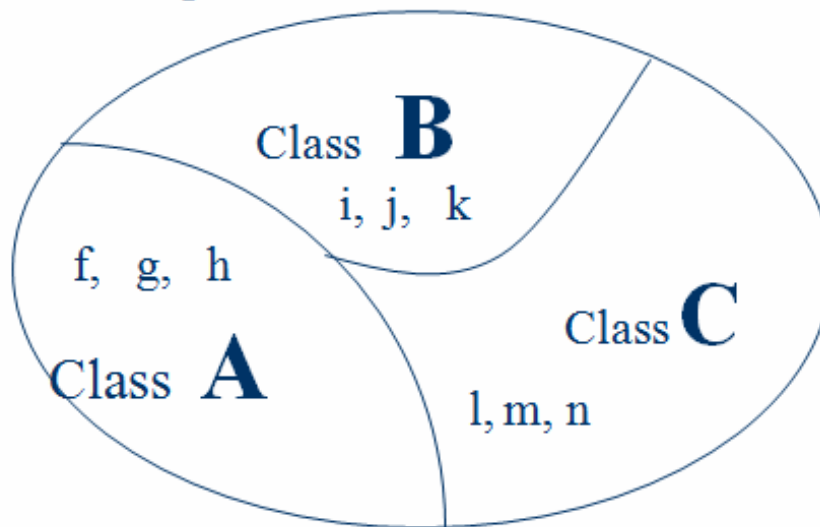 Class B
i, j, k
f, g, h
Class A
Class C
l, m, n